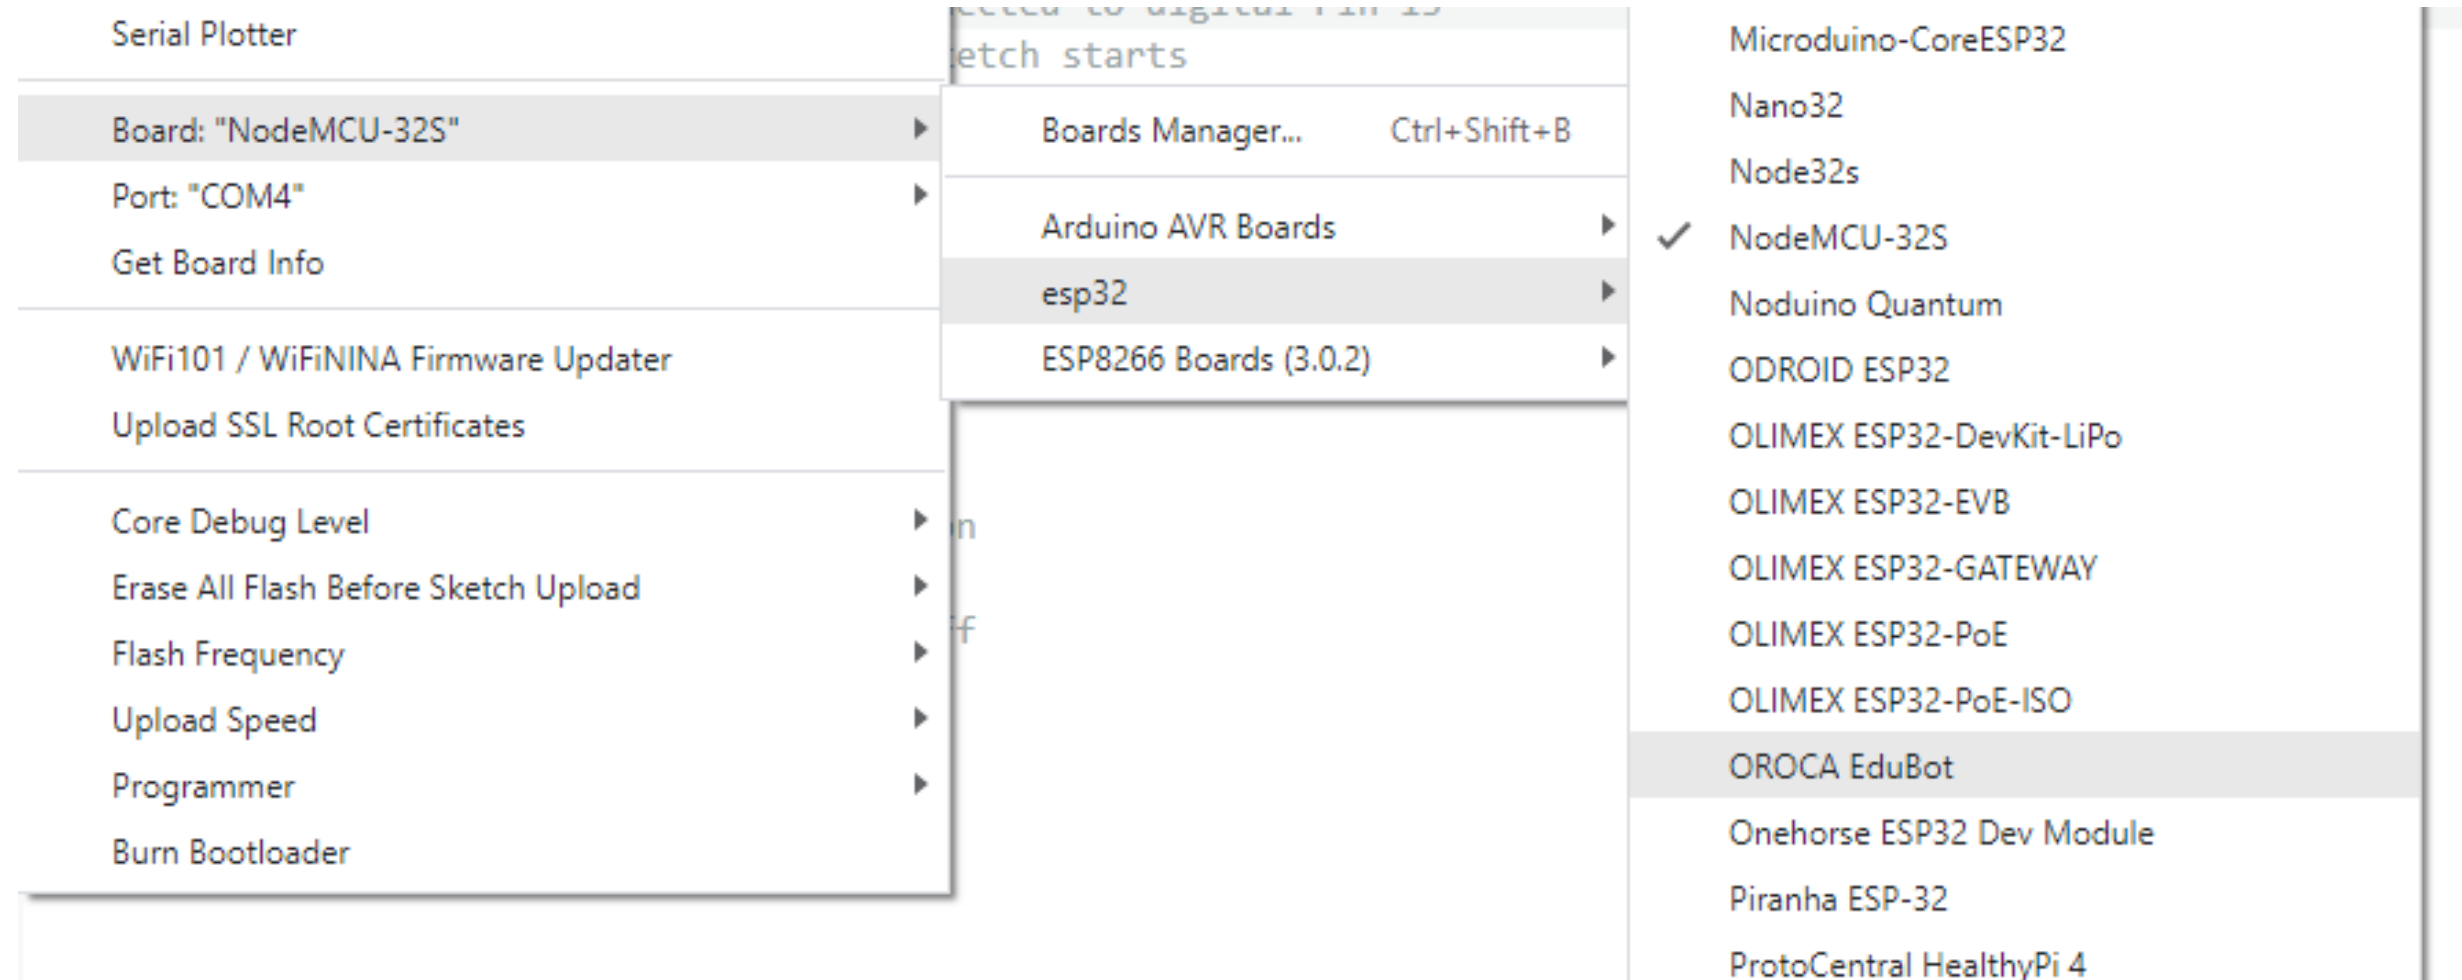 Serial Plotter
Board: "NodeMCU-32S"
Port: "COM4"
Get Board Info
WiFi101 / WiFiNINA Firmware Updater
Upload SSL Root Certificates
Core Debug Level
Erase All Flash Before Sketch Upload
Flash Frequency
Upload Speed
Programmer
Burn Bootloader
to digital Pin
etch starts
n
f
Boards Manager... Ctrl+Shift+B
Arduino AVR Boards
esp32
ESP8266 Boards (3.0.2)
Microduino-CoreESP32
Nano32
Node32s
NodeMCU-32S
Noduino Quantum
ODROID ESP32
OLIMEX ESP32-DevKit-LiPo
OLIMEX ESP32-EVB
OLIMEX ESP32-GATEWAY
OLIMEX ESP32-PoE
OLIMEX ESP32-PoE-ISO
OROCA EduBot
Onehorse ESP32 Dev Module
Piranha ESP-32
ProtoCentral HealthyPi 4